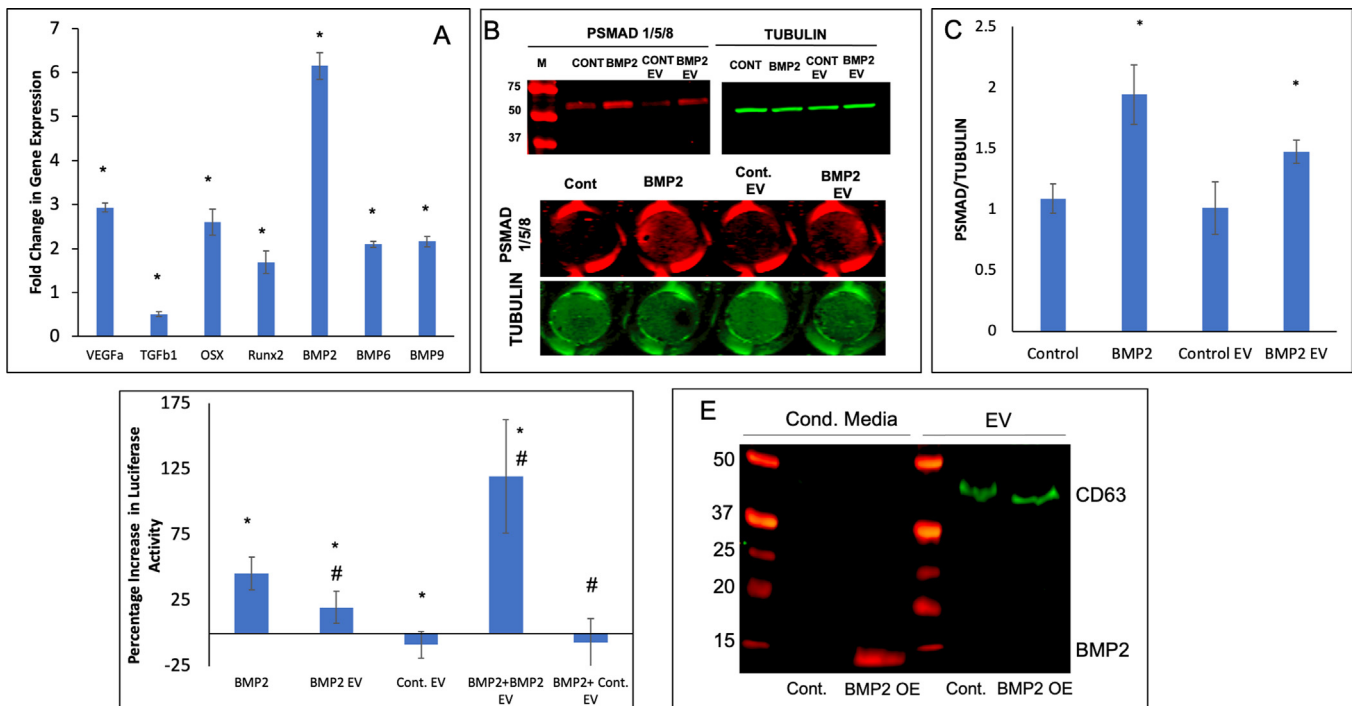 A
Fold Change in Gene Expression
7
6
5
4
3
2
1
0
*
*
*
*
*
*
*
VEGFa TGFb1 OSX Runx2 BMP2 BMP6 BMP9
B
PSMAD 1/5/8 TUBULIN
M CONT BMP2 CONT EV BMP2 EV
CONT BMP2 CONT EV BMP2 EV
75
50
37
Cont BMP2 Cont. EV BMP2 EV
PSMAD
1/5/8
TUBULIN
C
PSMAD/TUBULIN
2.5
2
1.5
1
0.5
0
*
*
Control BMP2 Control EV BMP2 EV
Percentage Increase in Luciferase
Activity
175
125
75
25
-25
*
*
#
*
*
#
#
BMP2 BMP2 EV Cont. EV BMP2+BMP2 BMP2+ Cont.
EV EV
E
Cond. Media EV
50
37
25
20
15
CD63
BMP2
Cont. BMP2 OE Cont. BMP2 OE